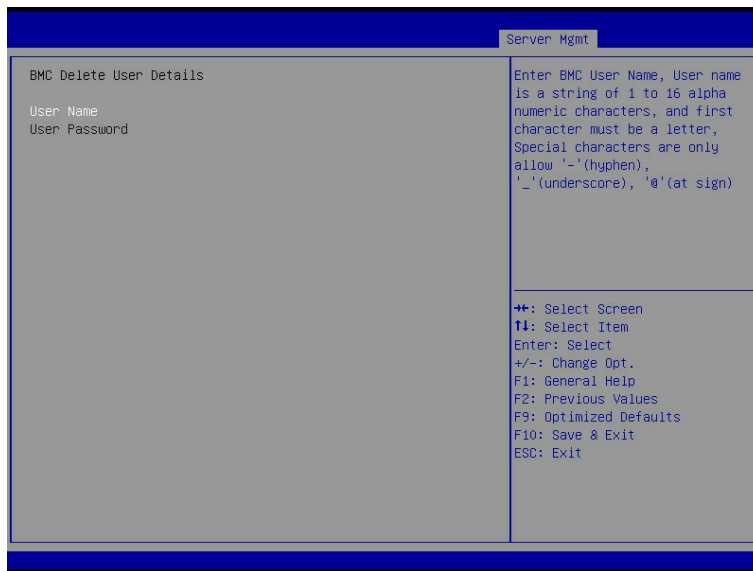 Server Mgmt
BMC Delete User Details
User Name
User Password
Enter BMC User Name, User name
is a string of 1 to 16 alpha
numeric characters, and first
character must be a letter,
Special characters are only
allow '-'(hyphen),
'_'(underscore), '@'(at sign)
→←: Select Screen
↑↓: Select Item
Enter: Select
+/-: Change Opt.
F1: General Help
F2: Previous Values
F9: Optimized Defaults
F10: Save & Exit
ESC: Exit